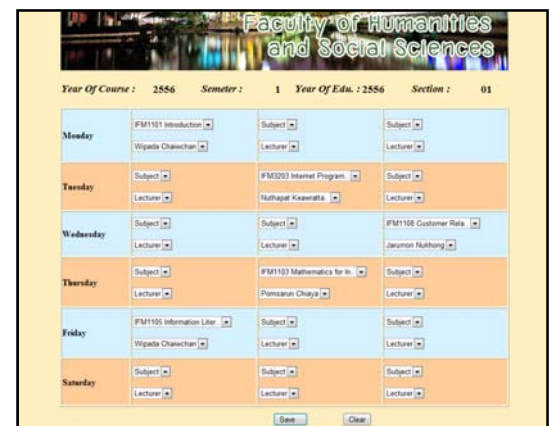 Faculty of Humanities
and Social Sciences
Year Of Course : 2556 Semeter : 1 Year Of Edu. : 2556 Section : 01
IFM1101 Introduction Subject Subject
Monday
Wipada Chaiwchan Lecturer Lecturer
Subject IFM3203 Internet Program. Subject
Tuesday
Lecturer Nuthapat Keawratta. Lecturer
Subject Subject IFM1108 Customer Rela.
Wednesday
Lecturer Lecturer Jarumon Nukhong
Subject IFM1103 Mathematics for In. Subject
Thursday
Lecturer Pornsarun Chiaya Lecturer
IFM1105 Information Liter. Subject Subject
Friday
Wipada Chaiwchan Lecturer Lecturer
Subject Subject Subject
Saturday
Lecturer Lecturer Lecturer
Save Clear